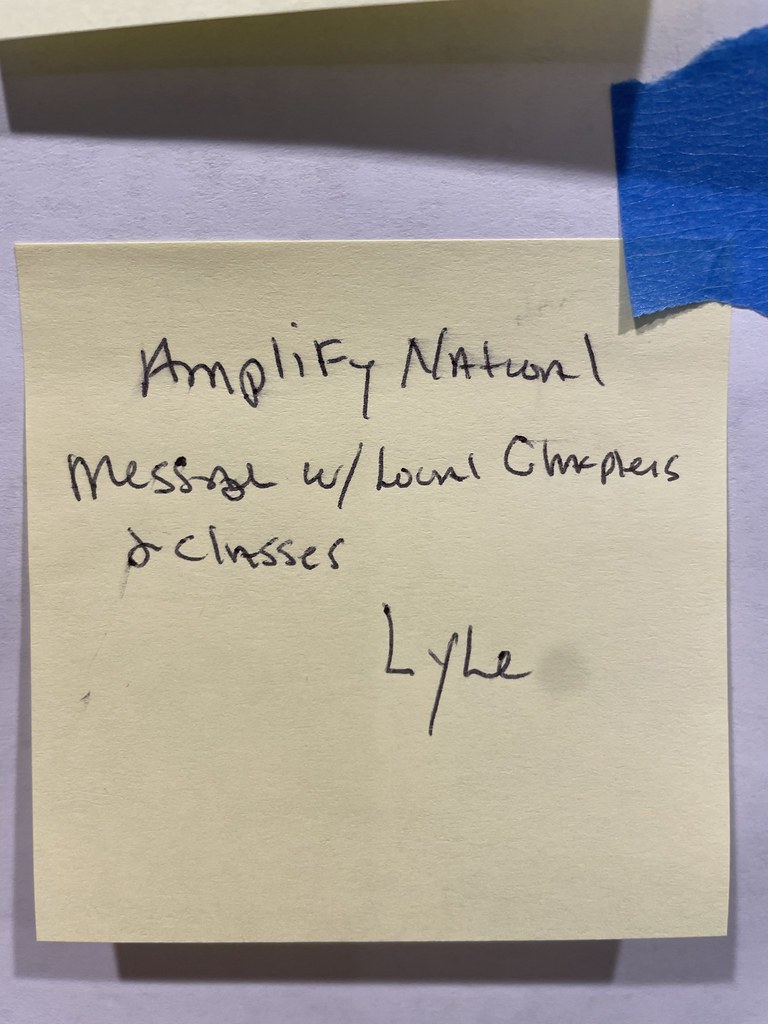 Amplify National
Message w/ Local Chapters
& Classes
Lyle